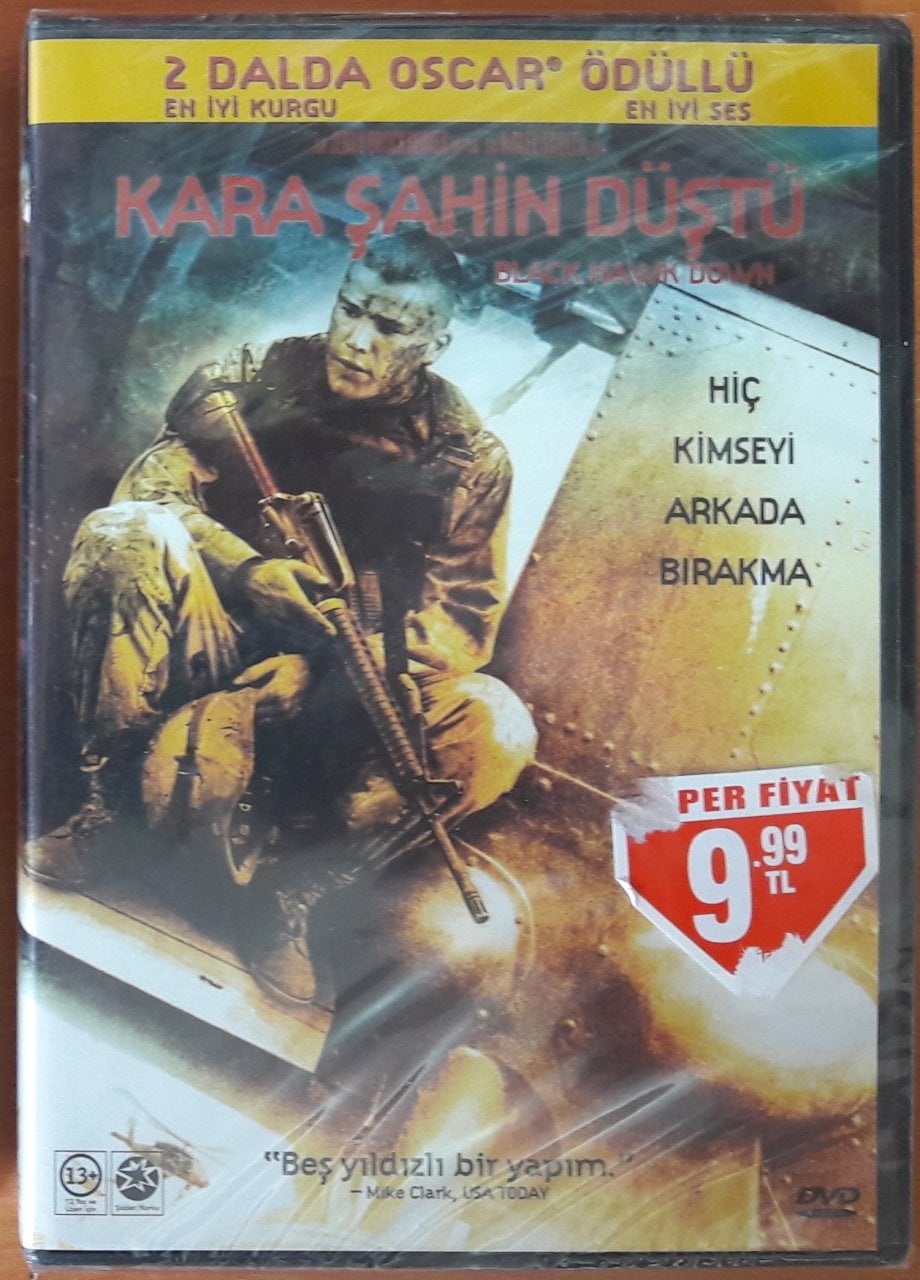 2 DALDA OSCAR® ÖDÜLLÜ
EN İYİ KURGU
EN İYİ SES
KARA ŞAHİN DÜŞTÜ
BLACK HAWK DOWN
HİÇ
KİMSEYİ
ARKADA
BIRAKMA
PER FİYAT
9.99
TL
13+
"Beş yıldızlı bir yapım."
– Mike Clark, USA TODAY
DVD